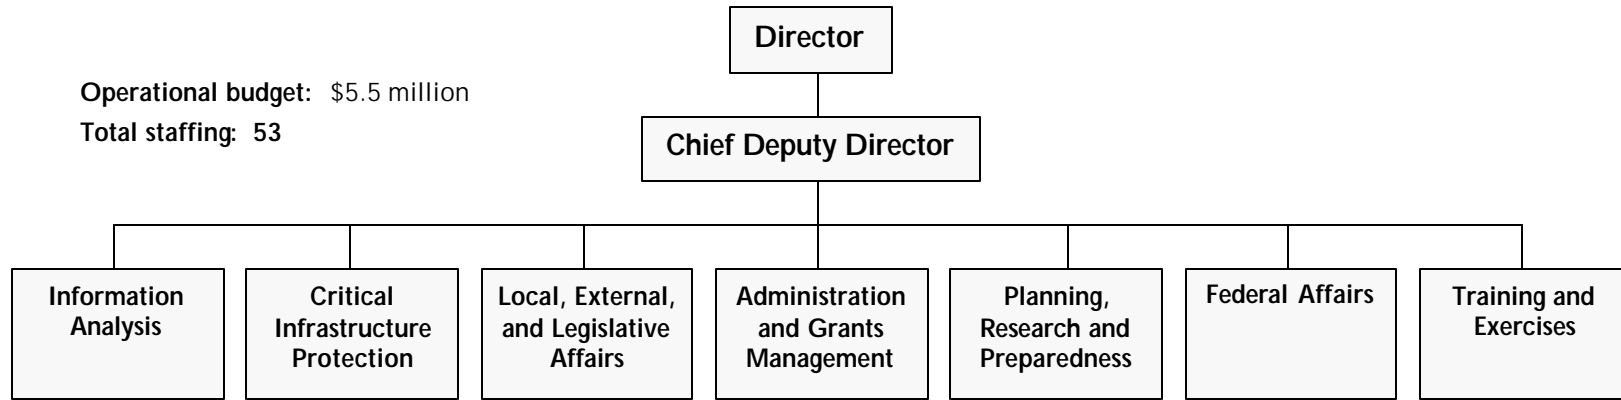 Director
Operational budget: $5.5 million
Total staffing: 53
Chief Deputy Director
Information
Analysis
Critical
Infrastructure
Protection
Local, External,
and Legislative
Affairs
Administration
and Grants
Management
Planning,
Research and
Preparedness
Federal Affairs
Training and
Exercises